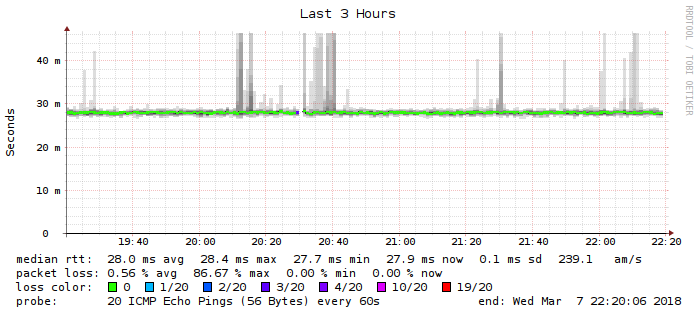 Last 3 Hours
RRDTOOL / TOBI OETIKER
Seconds
40 m
30 m
20 m
10 m
0
19:40 20:00 20:20 20:40 21:00 21:20 21:40 22:00 22:20
median rtt: 28.0 ms avg 28.4 ms max 27.7 ms min 27.9 ms now 0.1 ms sd 239.1 am/s
packet loss: 0.56 % avg 86.67 % max 0.00 % min 0.00 % now
loss color: 0 1/20 2/20 3/20 4/20 10/20 19/20
probe: 20 ICMP Echo Pings (56 Bytes) every 60s end: Wed Mar 7 22:20:06 2018